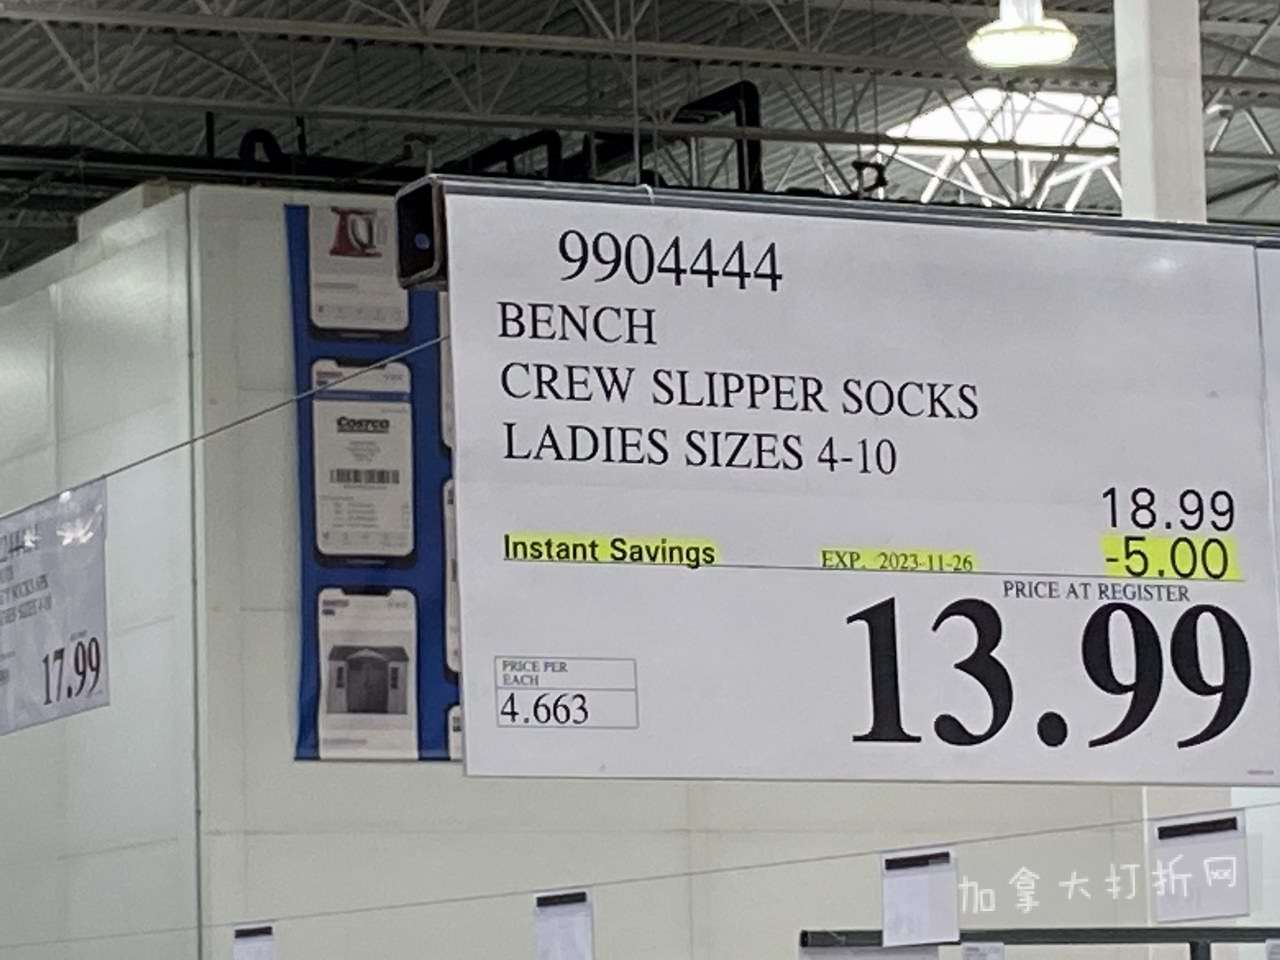 9904444
BENCH
CREW SLIPPER SOCKS
LADIES SIZES 4-10
18.99
Instant Savings EXP. 2023-11-26 -5.00
PRICE AT REGISTER
13.99
PRICE PER
EACH
4.663
COSTCO
17.99
加拿大打折网